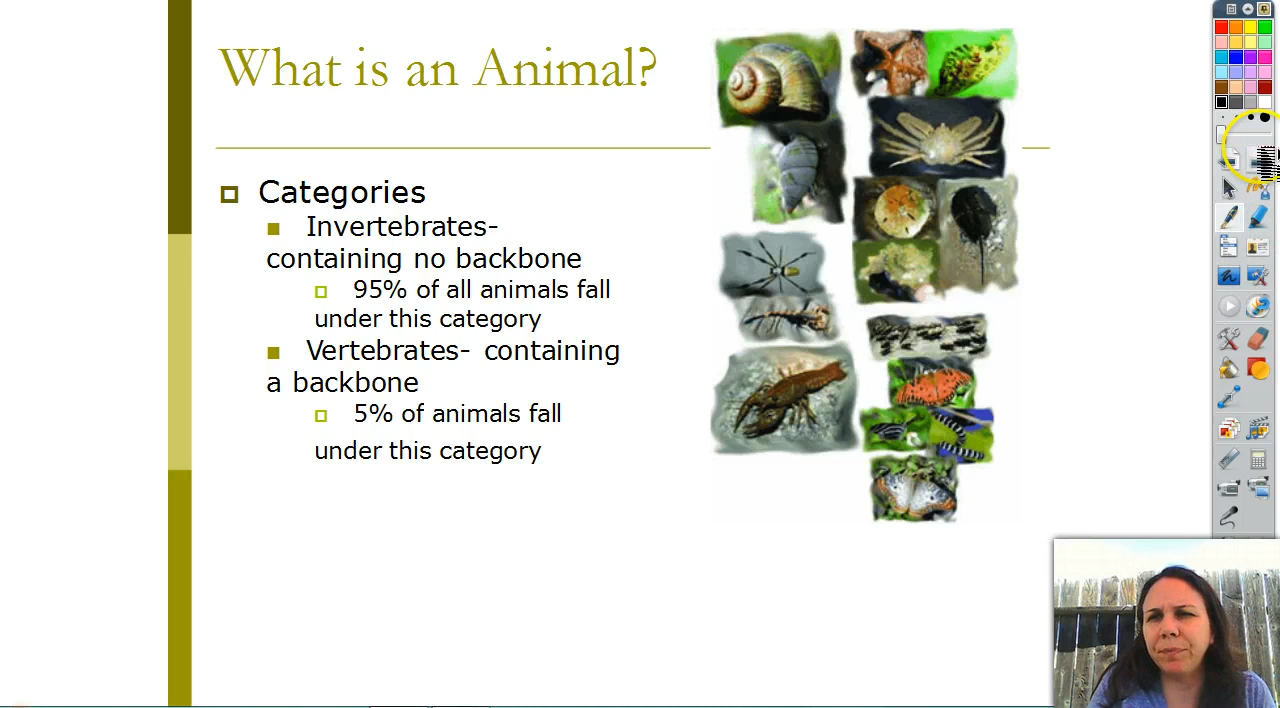 What is an Animal?
Categories
Invertebrates-
containing no backbone
95% of all animals fall
under this category
Vertebrates- containing
a backbone
5% of animals fall
under this category